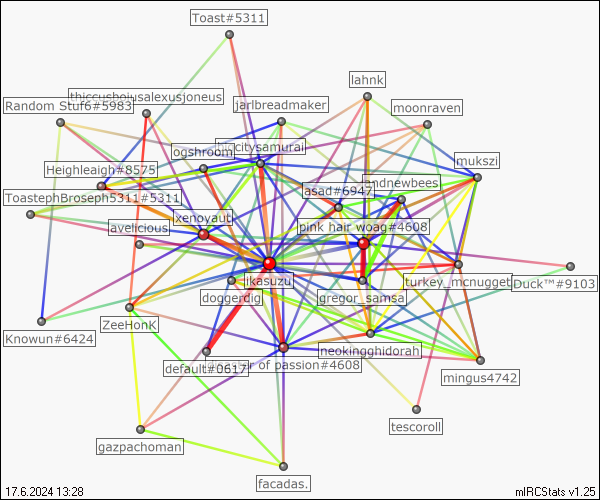 Toast#5311
lahnk
thiccushojusalexusjoneus
Random Stuf6#5983
jarlbreadmaker
moonraven
ogshroom
citysamurai
mukszi
Heighleaigh#8575
andnewbees
asad#6947
ToastephBroseph5311#5311
xenoyaut
avelicious
pink hair woag#4608
jikasuzu
doggerdig
gregor_samsa
turkey_mcnugget
Duck™#9103
ZeeHonK
Knowun#6424
neokingghidorah
default#0617
of passion#4608
mingus4742
tescoroll
gazpachoman
facadas.
17.6.2024 13:28
mIRCStats v1.25